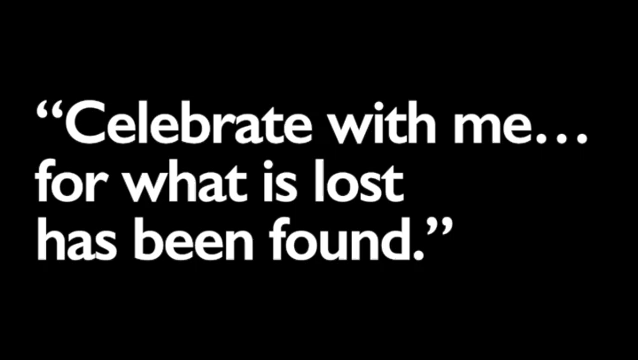 “Celebrate with me…
for what is lost
has been found.”